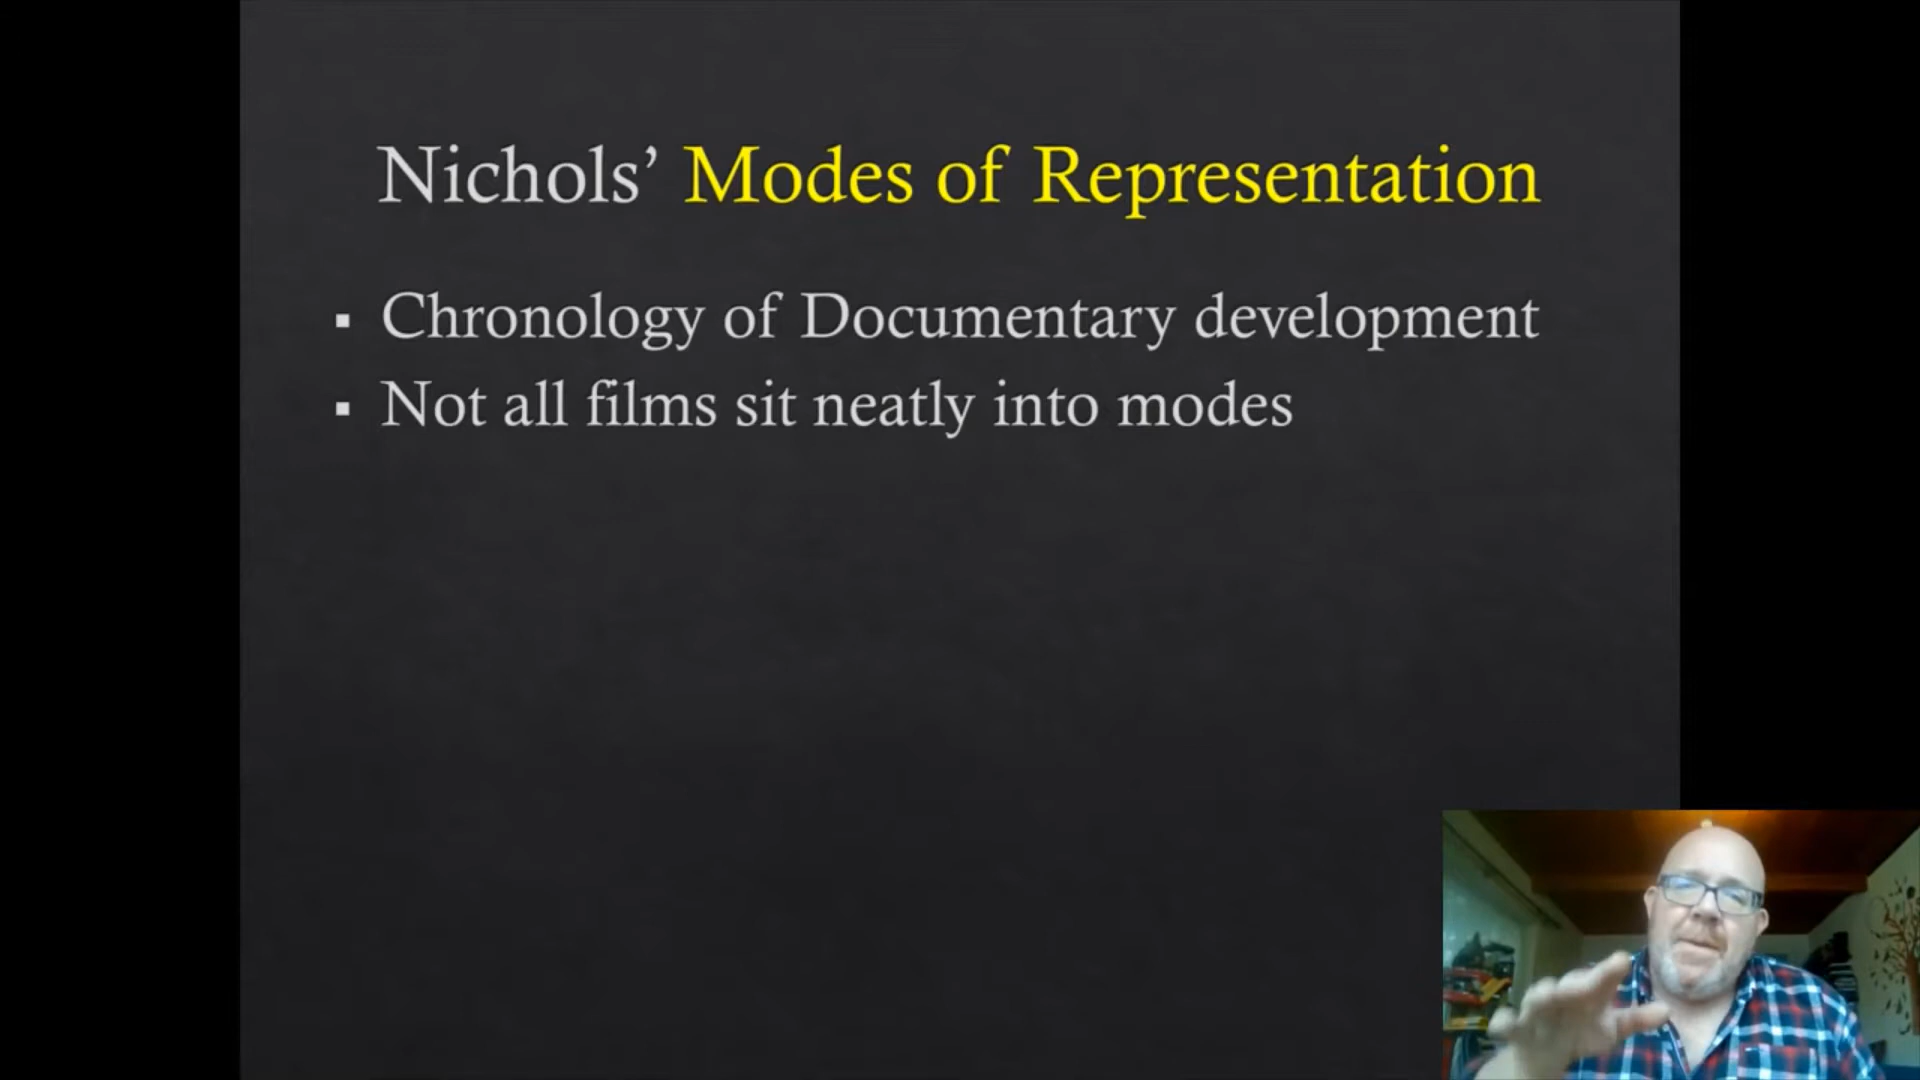 Nichols’ Modes of Representation
▪ Chronology of Documentary development
▪ Not all films sit neatly into modes